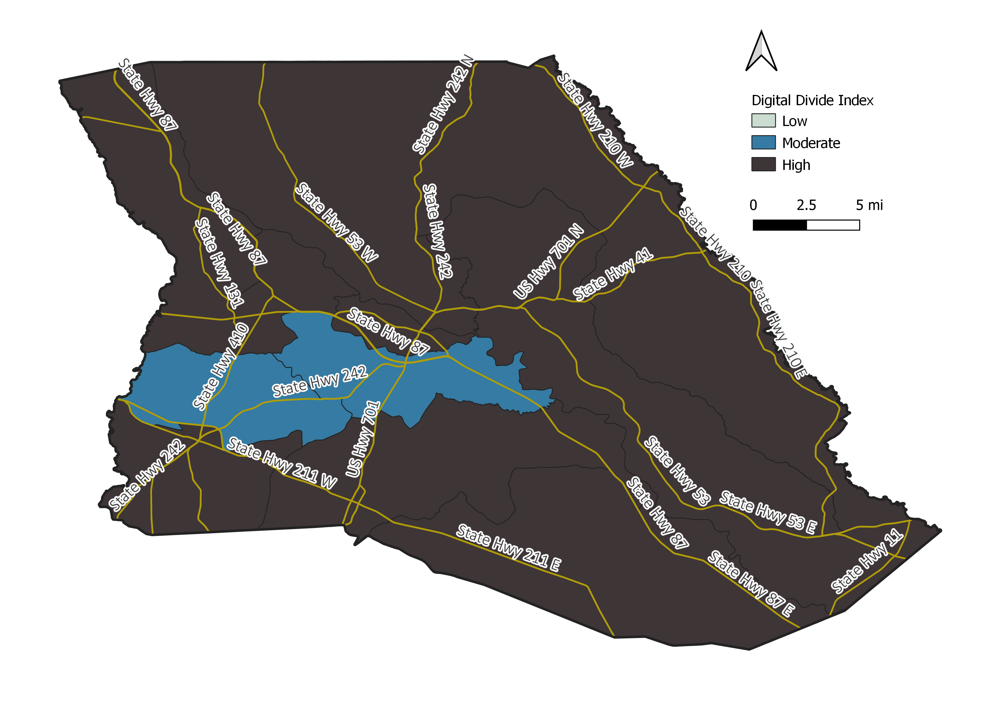 State Hwy 87
State Hwy 242 N
State Hwy 210 W
Digital Divide Index
Low
Moderate
High
0 2.5 5 mi
State Hwy 53 W
State Hwy 242
State Hwy 87
State Hwy 131
US Hwy 701 N
State Hwy 41
State Hwy 210
State Hwy 210 E
State Hwy 87
State Hwy 410
State Hwy 242
US Hwy 701
State Hwy 242
State Hwy 211 W
State Hwy 53
State Hwy 53 E
State Hwy 87
State Hwy 211 E
State Hwy 11
State Hwy 87 E